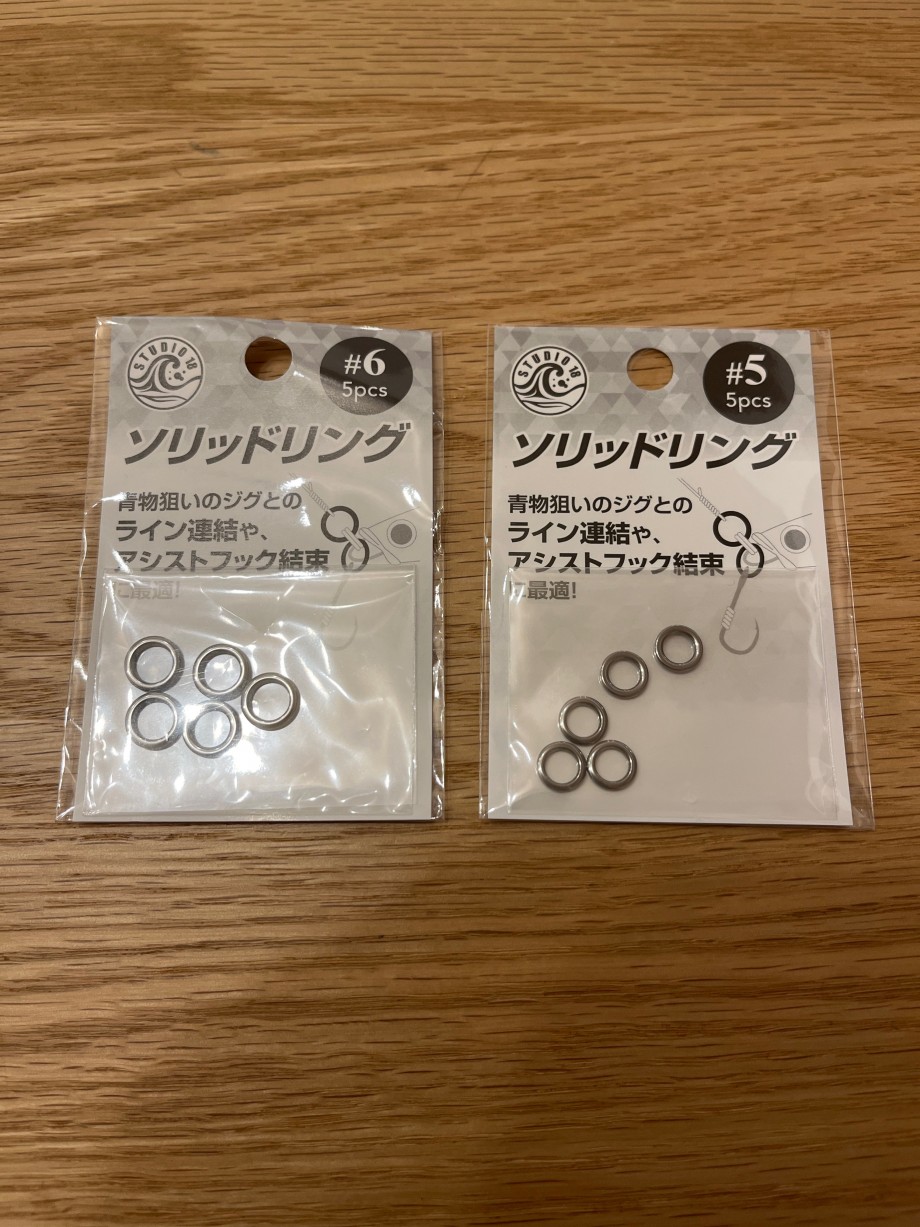 STUDIO 18
#6
5pcs
ソリッドリング
青物狙いのジグとの
ライン連結や、
アシストフック結束
に最適!
STUDIO 18
#5
5pcs
ソリッドリング
青物狙いのジグとの
ライン連結や、
アシストフック結束
に最適!